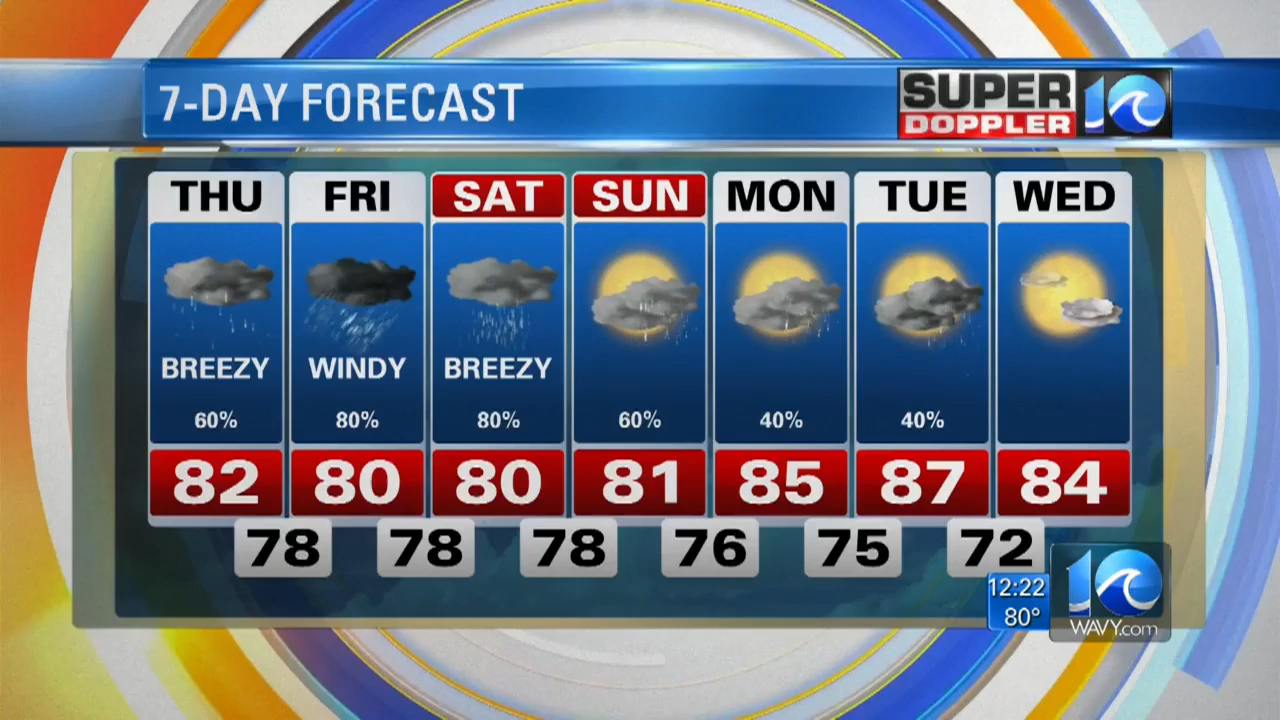 7-DAY FORECAST
SUPER
DOPPLER
10
THU FRI SAT SUN MON TUE WED
BREEZY WINDY BREEZY
60% 80% 80% 60% 40% 40%
82 80 80 81 85 87 84
78 78 78 76 75 72
12:22
80°
10
WAVY.com